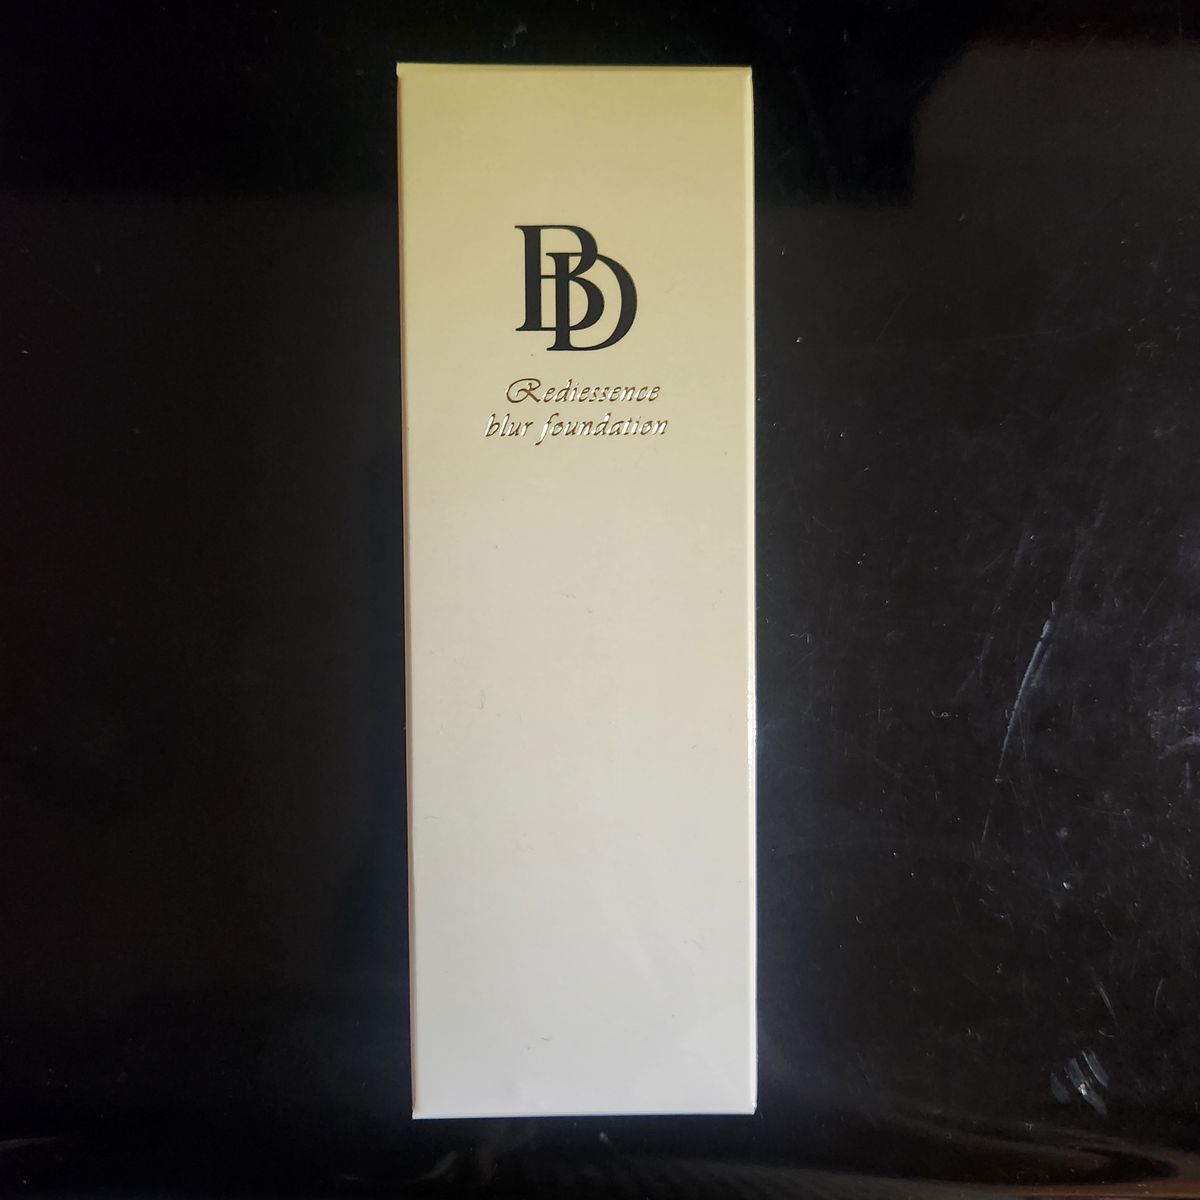 BD
Rediessence
blur foundation